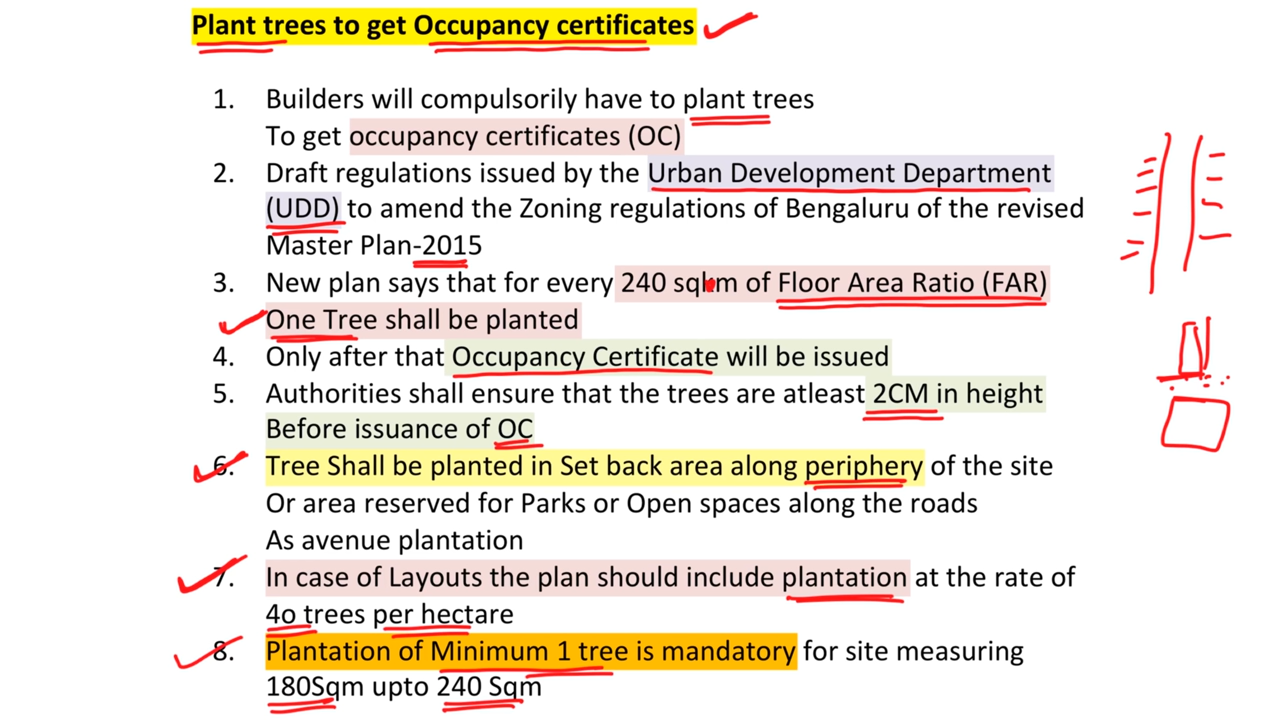 Plant trees to get Occupancy certificates
1. Builders will compulsorily have to plant trees
To get occupancy certificates (OC)
2. Draft regulations issued by the Urban Development Department
(UDD) to amend the Zoning regulations of Bengaluru of the revised
Master Plan-2015
3. New plan says that for every 240 sqkm of Floor Area Ratio (FAR)
One Tree shall be planted
4. Only after that Occupancy Certificate will be issued
5. Authorities shall ensure that the trees are atleast 2CM in height
Before issuance of OC
6. Tree Shall be planted in Set back area along periphery of the site
Or area reserved for Parks or Open spaces along the roads
As avenue plantation
7. In case of Layouts the plan should include plantation at the rate of
4o trees per hectare
8. Plantation of Minimum 1 tree is mandatory for site measuring
180Sqm upto 240 Sqm